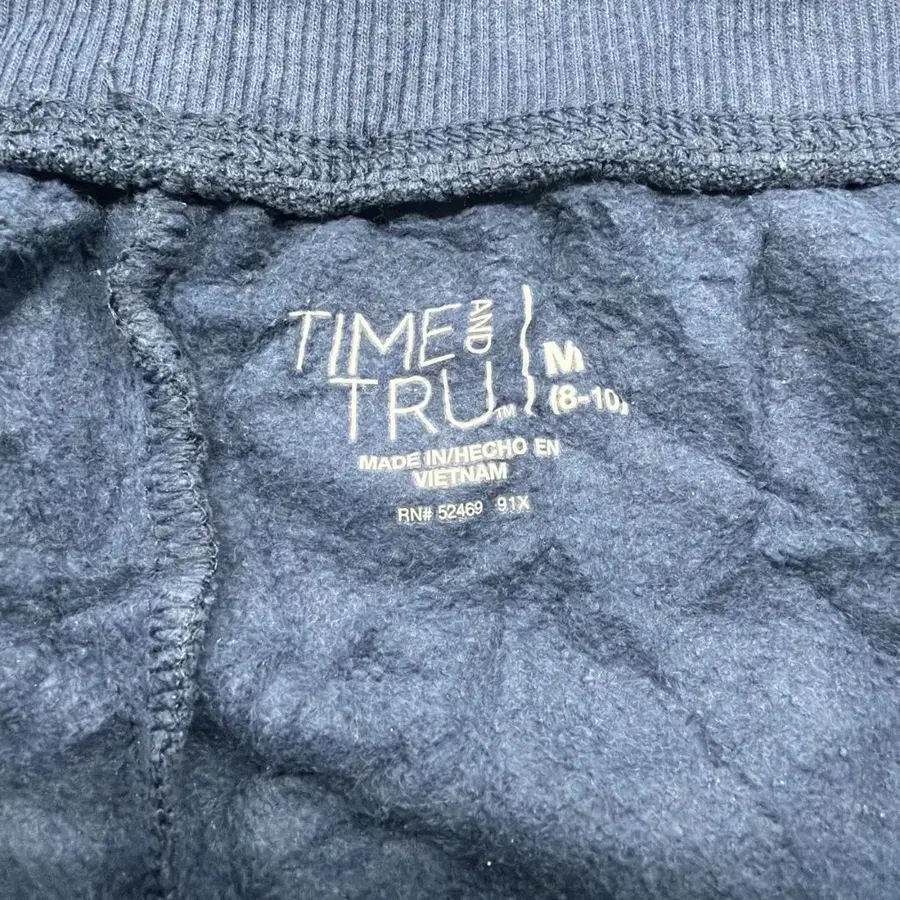 TIME AND
TRU™
M
(8-10)
MADE IN/HECHO EN
VIETNAM
RN# 52469 91X